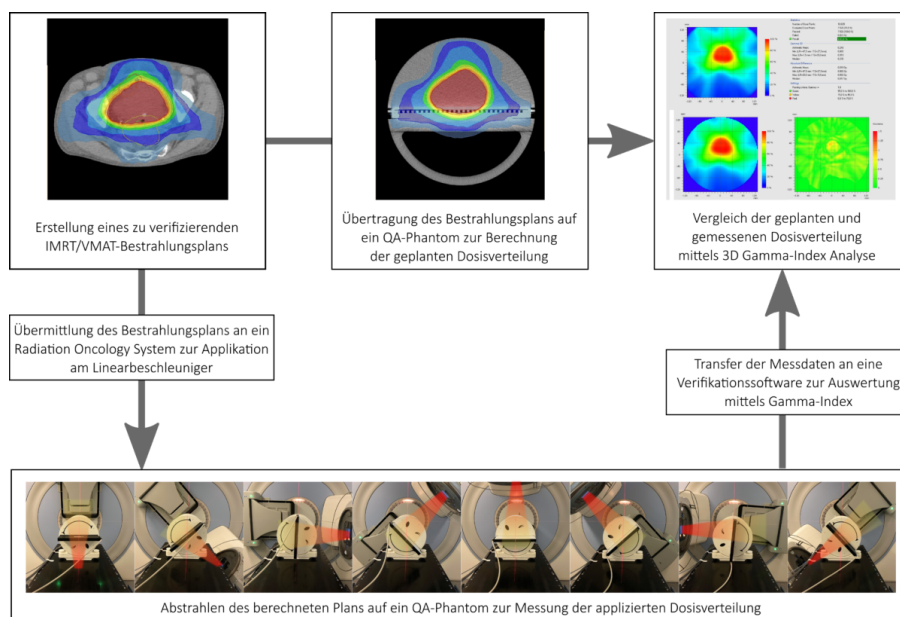 Erstellung eines zu verifizierenden
IMRT/VMAT-Bestrahlungsplans
Übertragung des Bestrahlungsplans auf
ein QA-Phantom zur Berechnung
der geplanten Dosisverteilung
Vergleich der geplanten und
gemessenen Dosisverteilung
mittels 3D Gamma-Index Analyse
Übermittlung des Bestrahlungsplans an ein
Radiation Oncology System zur Applikation
am Linearbeschleuniger
Transfer der Messdaten an eine
Verifikationssoftware zur Auswertung
mittels Gamma-Index
Abstrahlen des berechneten Plans auf ein QA-Phantom zur Messung der applizierten Dosisverteilung